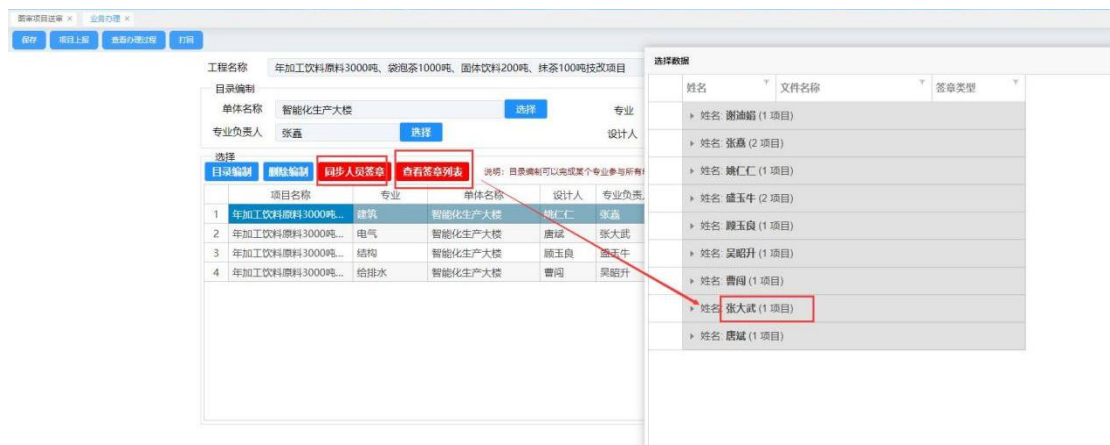 图审项目送审 × 业务办理 ×
保存 项目上报 查看办理过程 打回
工程名称 年加工饮料原料3000吨、袋泡茶1000吨、固体饮料200吨、抹茶100吨技改项目
目录编制
单体名称 智能化生产大楼 选择 专业
专业负责人 张嘉 选择 设计人
选择
目录编制 删除编制 同步人员签章 查看签章列表 说明：目录编制可以完成某个专业参与所有
项目名称 专业 单体名称 设计人 专业负责
1 年加工饮料原料3000吨... 建筑 智能化生产大楼 姚仁仁 张嘉
2 年加工饮料原料3000吨... 电气 智能化生产大楼 唐斌 张大武
3 年加工饮料原料3000吨... 结构 智能化生产大楼 顾玉良 盛玉牛
4 年加工饮料原料3000吨... 给排水 智能化生产大楼 曹闯 吴昭升
选择数据
姓名 文件名称 签章类型
姓名: 谢迪娟 (1 项目)
姓名: 张嘉 (2 项目)
姓名: 姚仁仁 (1 项目)
姓名: 盛玉牛 (2 项目)
姓名: 顾玉良 (1 项目)
姓名: 吴昭升 (1 项目)
姓名: 曹闯 (1 项目)
姓名: 张大武 (1 项目)
姓名: 唐斌 (1 项目)